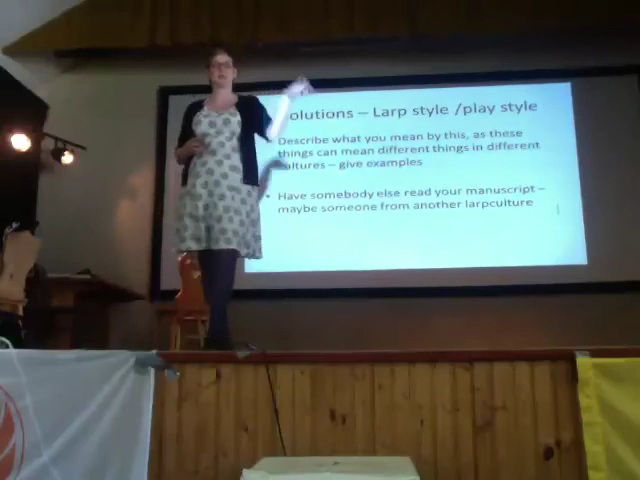 olutions – Larp style /play style
• Describe what you mean by this, as these
things can mean different things in different
ultures – give examples
• Have somebody else read your manuscript –
maybe someone from another larpculture